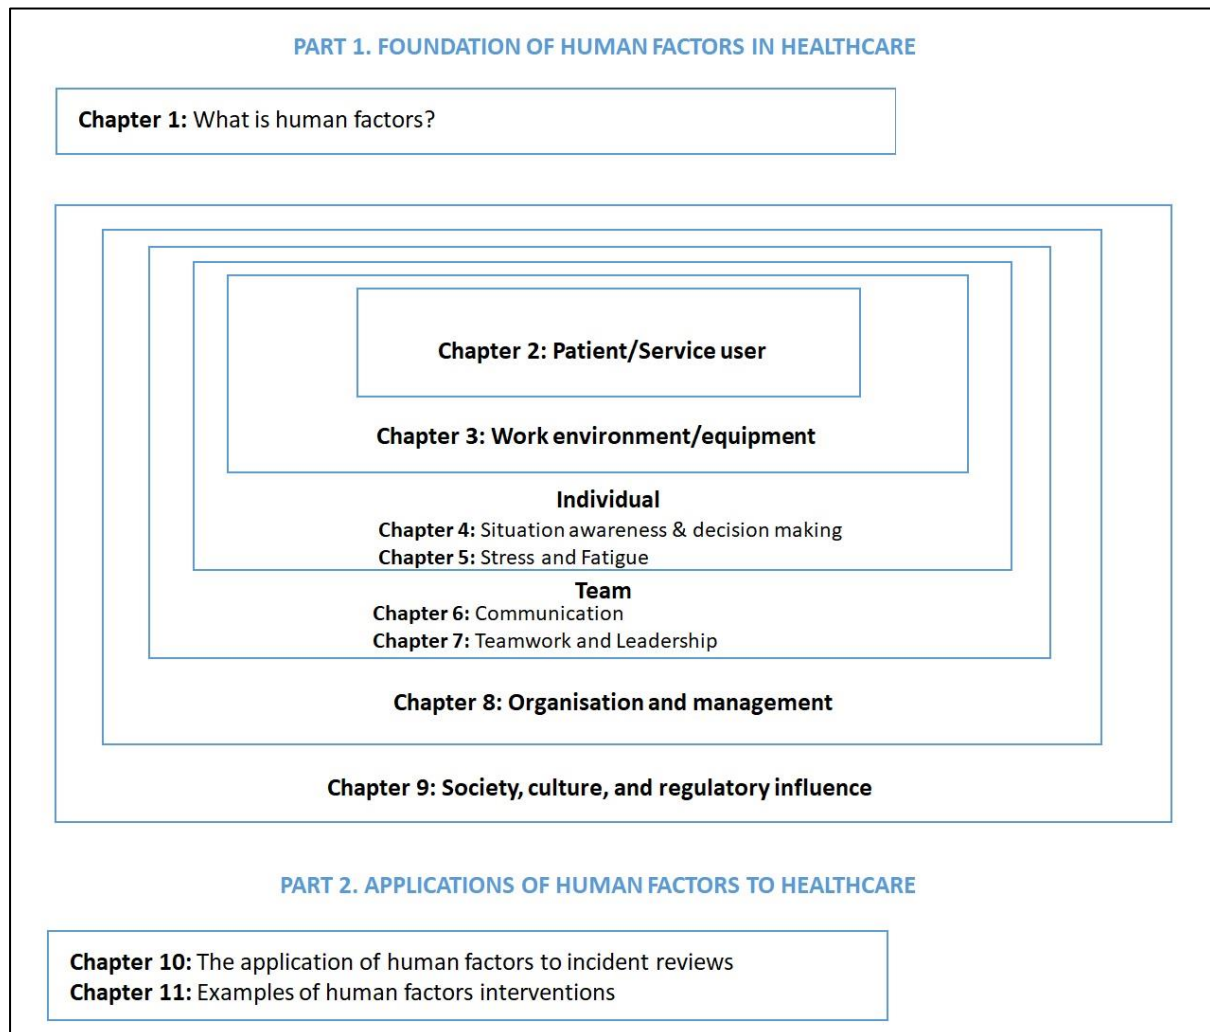 PART 1. FOUNDATION OF HUMAN FACTORS IN HEALTHCARE
Chapter 1: What is human factors?
Chapter 2: Patient/Service user
Chapter 3: Work environment/equipment
Individual
Chapter 4: Situation awareness & decision making
Chapter 5: Stress and Fatigue
Team
Chapter 6: Communication
Chapter 7: Teamwork and Leadership
Chapter 8: Organisation and management
Chapter 9: Society, culture, and regulatory influence
PART 2. APPLICATIONS OF HUMAN FACTORS TO HEALTHCARE
Chapter 10: The application of human factors to incident reviews
Chapter 11: Examples of human factors interventions